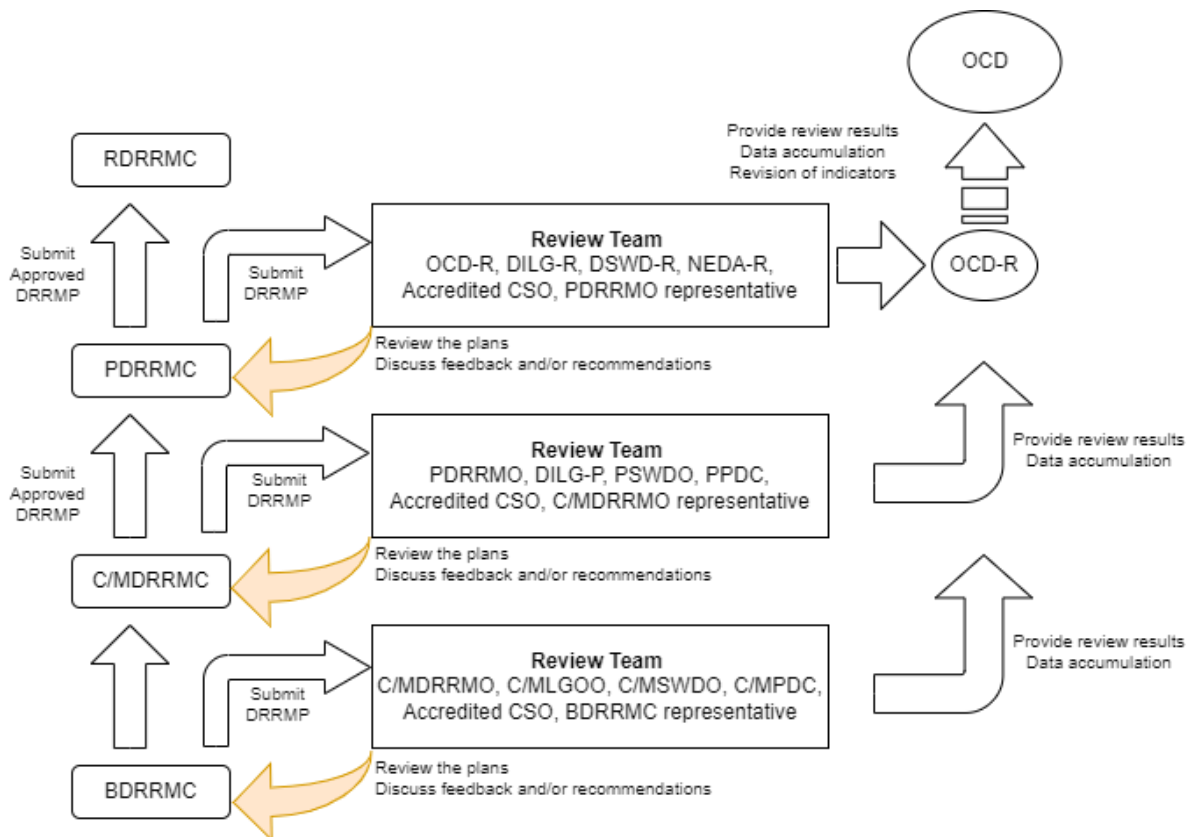 OCD
Provide review results
Data accumulation
Revision of indicators
RDRRMC
Submit
Approved
DRRMP
Submit
DRRMP
Review Team
OCD-R, DILG-R, DSWD-R, NEDA-R,
Accredited CSO, PDRRMO representative
OCD-R
PDRRMC
Review the plans
Discuss feedback and/or recommendations
Submit
Approved
DRRMP
Submit
DRRMP
Review Team
PDRRMO, DILG-P, PSWDO, PPDC,
Accredited CSO, C/MDRRMO representative
Provide review results
Data accumulation
C/MDRRMC
Review the plans
Discuss feedback and/or recommendations
Submit
DRRMP
Review Team
C/MDRRMO, C/MLGOO, C/MSWDO, C/MPDC,
Accredited CSO, BDRRMC representative
Provide review results
Data accumulation
BDRRMC
Review the plans
Discuss feedback and/or recommendations